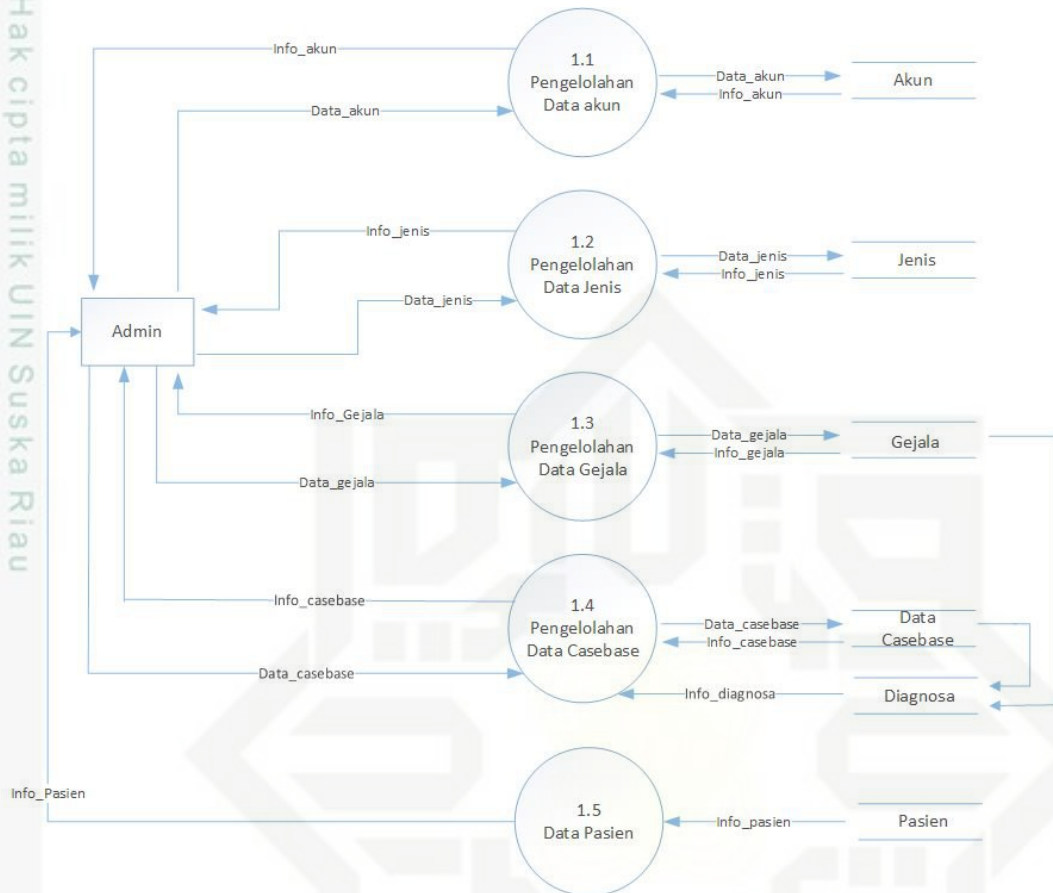 Hak cipta milik UIN Suska Riau
Info_akun
1.1
Pengelolahan
Data akun
Data_akun
Info_akun
Akun
Data_akun
Info_jenis
1.2
Pengelolahan
Data Jenis
Data_jenis
Info_jenis
Jenis
Data_jenis
Admin
Info_Gejala
1.3
Pengelolahan
Data Gejala
Data_gejala
Info_gejala
Gejala
Data_gejala
Info_casebase
1.4
Pengelolahan
Data Casebase
Data_casebase
Info_casebase
Data
Casebase
Data_casebase
Info_diagnosa
Diagnosa
Info_Pasien
1.5
Data Pasien
Info_pasien
Pasien